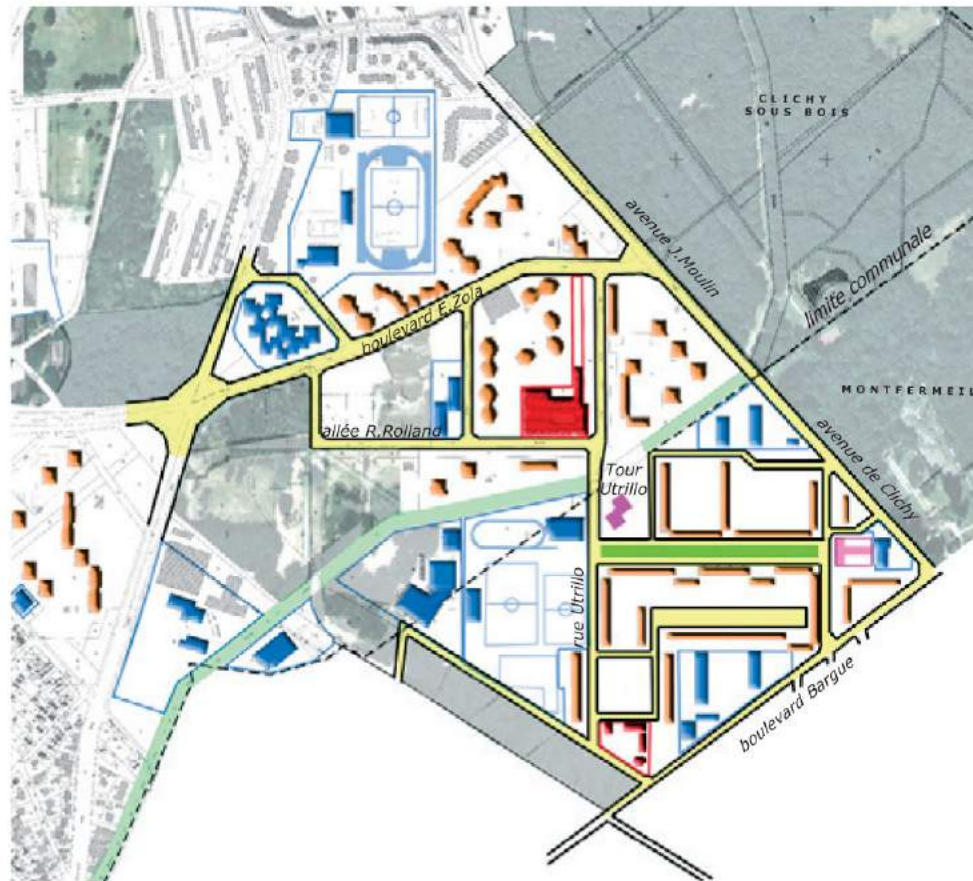 CLICHY
SOUS BOIS
avenue J.Moulin
limite communale
boulevard E.Zola
MONTFERMEIL
allée R.Rolland
avenue de Clichy
Tour
Utrillo
rue Utrillo
boulevard Bargue